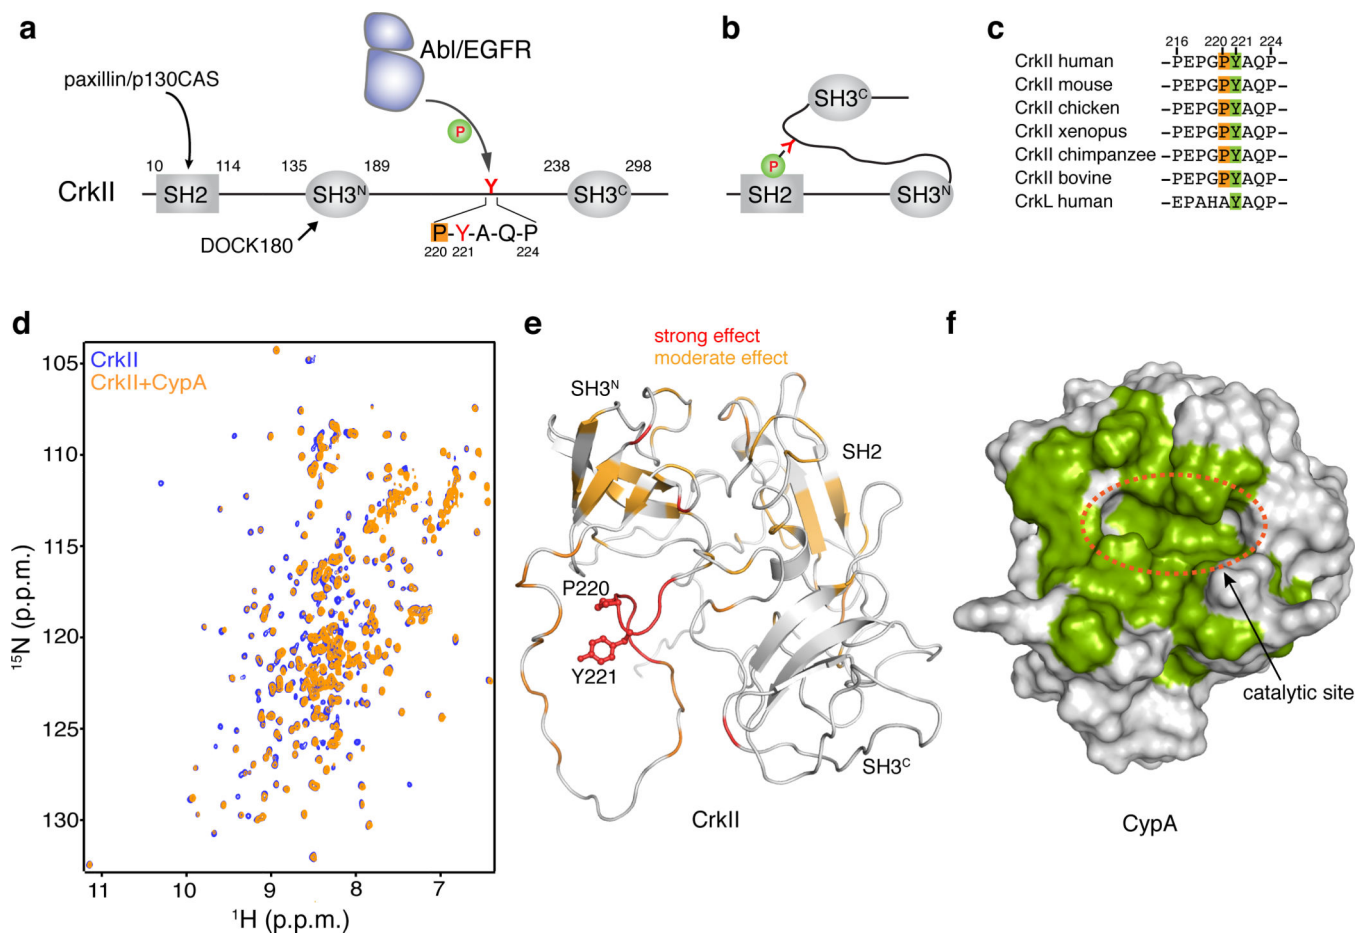 a
Abl/EGFR
paxillin/p130CAS
P
10 114 135 189 238 298
Y
CrkII SH2 SH3ᴺ SH3ᶜ
DOCK180
P-Y-A-Q-P
220 221 224
b
SH3ᶜ
P Y
SH2 SH3ᴺ
c
216 220 221 224
CrkII human -PEPGPYAQP-
CrkII mouse -PEPGPYAQP-
CrkII chicken -PEPGPYAQP-
CrkII xenopus -PEPGPYAQP-
CrkII chimpanzee -PEPGPYAQP-
CrkII bovine -PEPGPYAQP-
CrkL human -EPAHAYAQP-
d
CrkII
CrkII+CypA
105
110
115
120
125
130
¹⁵N (p.p.m.)
11 10 9 8 7
¹H (p.p.m.)
e
strong effect
moderate effect
SH3ᴺ
SH2
P220
Y221
SH3ᶜ
CrkII
f
catalytic site
CypA